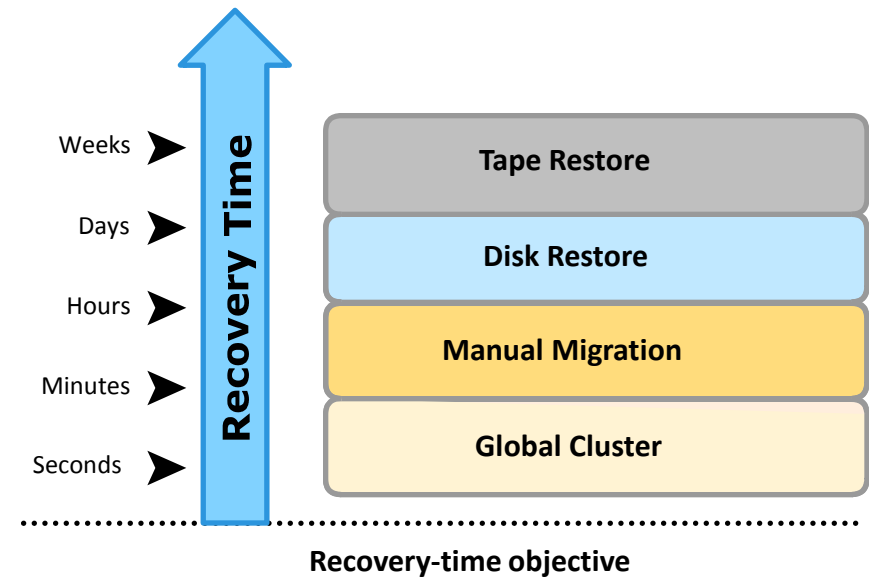 Weeks
Days
Hours
Minutes
Seconds
Recovery Time
Tape Restore
Disk Restore
Manual Migration
Global Cluster
Recovery-time objective